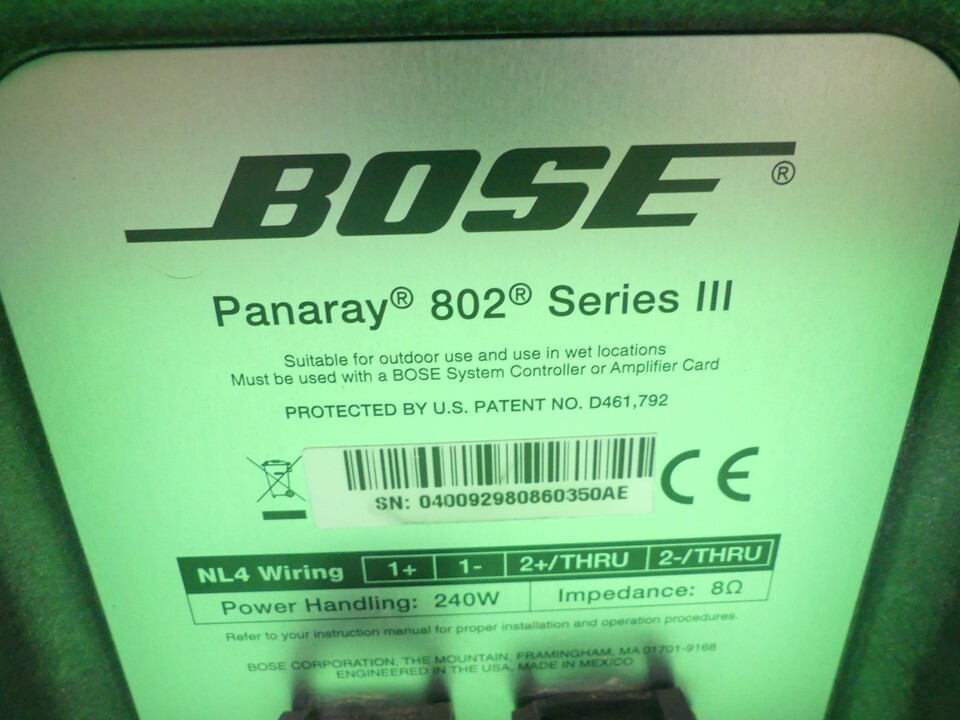 BOSE®
Panaray® 802® Series III
Suitable for outdoor use and use in wet locations
Must be used with a BOSE System Controller or Amplifier Card
PROTECTED BY U.S. PATENT NO. D461,792
SN: 040092980860350AE
CE
NL4 Wiring 1+ 1- 2+/THRU 2-/THRU
Power Handling: 240W Impedance: 8Ω
Refer to your instruction manual for proper installation and operation procedures.
BOSE CORPORATION, THE MOUNTAIN, FRAMINGHAM, MA 01701-9168
ENGINEERED IN THE USA, MADE IN MEXICO